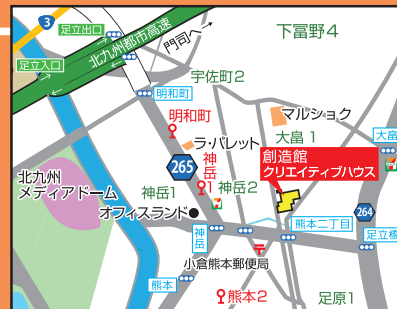 3
足立出口
北九州都市高速
門司へ
下冨野4
足立入口
宇佐町2
明和町
明和町
マルショク
ラ・パレット
大畠1
大畠
265
神岳1
創造館
クリエイティブハウス
北九州
メディアドーム
神岳1
神岳2
オフィスランド
264
熊本二丁目
神岳
足立橋
小倉熊本郵便局
熊本
熊本2
足原1